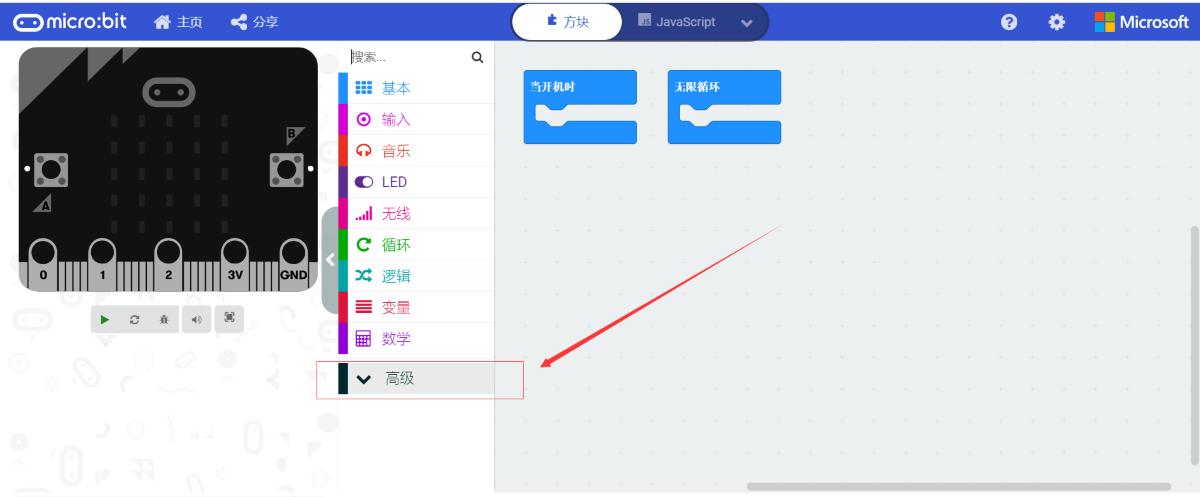 micro:bit 主页 分享 方块 JS JavaScript ? Microsoft
搜索...
基本
输入
音乐
LED
无线
循环
逻辑
变量
数学
高级
B
A
0 1 2 3V GND
当开机时
无限循环